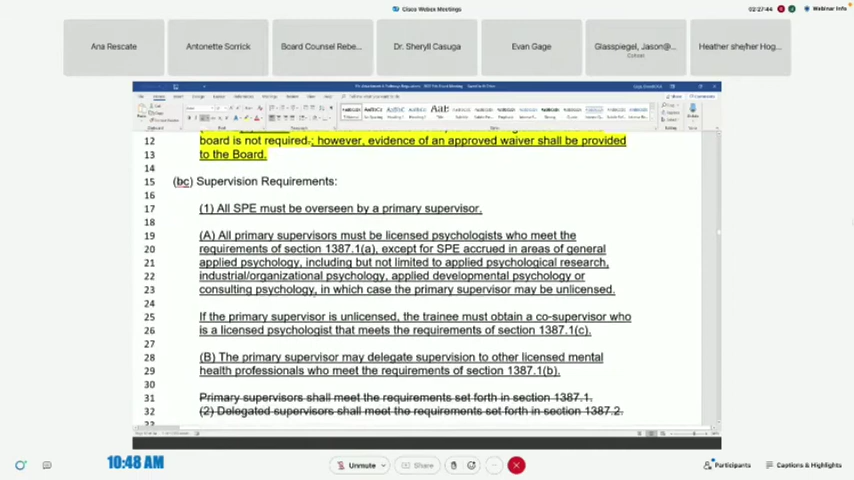 Cisco Webex Meetings
02:27:44
Webinar Info
Ana Rescate
Antonette Sorrick
Board Counsel Rebe...
Dr. Sheryll Casuga
Evan Gage
Glasspiegel, Jason@...
Cohost
Heather she/her Hog...
12 board is not required.; however, evidence of an approved waiver shall be provided
13 to the Board.
14
15 (bc) Supervision Requirements:
16
17 (1) All SPE must be overseen by a primary supervisor.
18
19 (A) All primary supervisors must be licensed psychologists who meet the
20 requirements of section 1387.1(a), except for SPE accrued in areas of general
21 applied psychology, including but not limited to applied psychological research,
22 industrial/organizational psychology, applied developmental psychology or
23 consulting psychology, in which case the primary supervisor may be unlicensed.
24
25 If the primary supervisor is unlicensed, the trainee must obtain a co-supervisor who
26 is a licensed psychologist that meets the requirements of section 1387.1(c).
27
28 (B) The primary supervisor may delegate supervision to other licensed mental
29 health professionals who meet the requirements of section 1387.1(b).
30
31 Primary supervisors shall meet the requirements set forth in section 1387.1.
32 (2) Delegated supervisors shall meet the requirements set forth in section 1387.2.
10:48 AM
Unmute
Share
Participants
Captions & Highlights